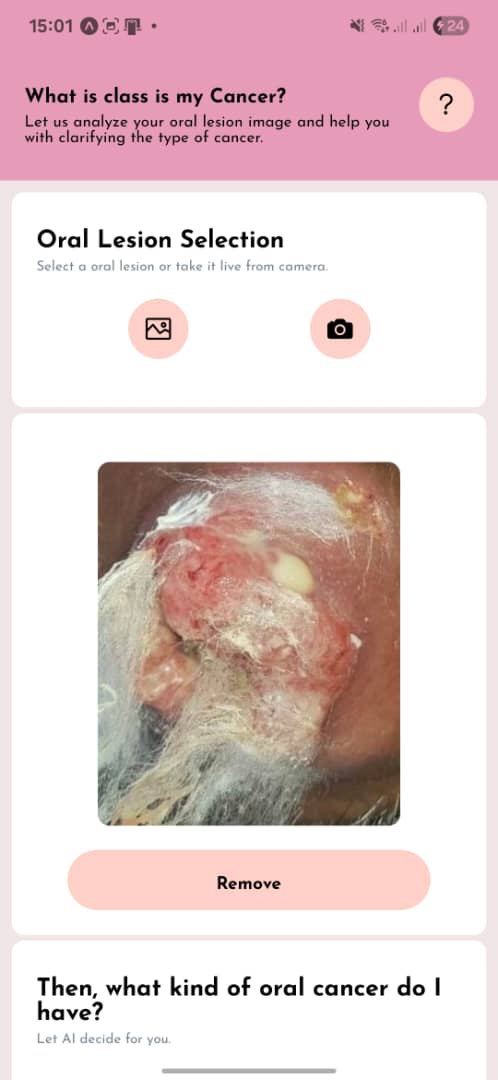 15:01
24
What is class is my Cancer?
Let us analyze your oral lesion image and help you
with clarifying the type of cancer.
?
Oral Lesion Selection
Select a oral lesion or take it live from camera.
Remove
Then, what kind of oral cancer do I
have?
Let AI decide for you.